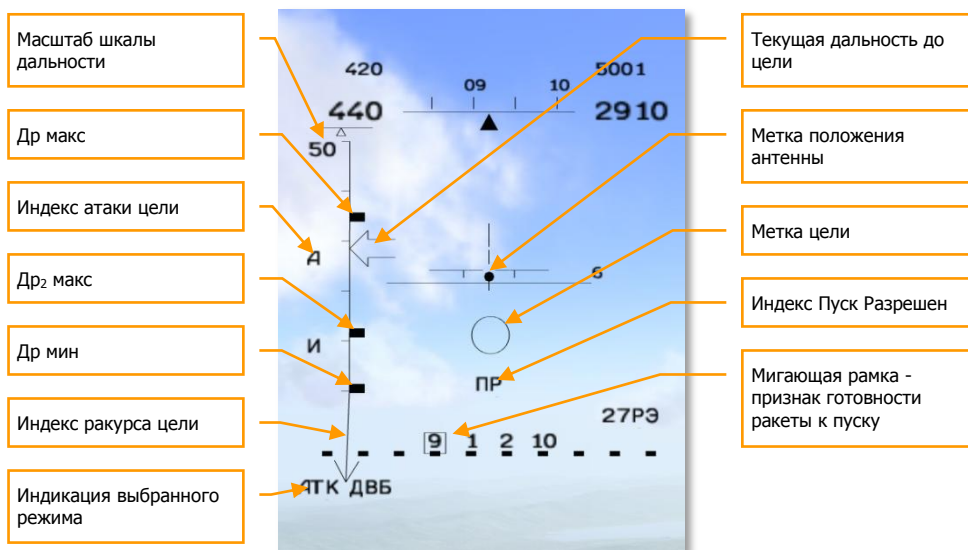 Масштаб шкалы
дальности
Др макс
Индекс атаки цели
Др₂ макс
Др мин
Индекс ракурса цели
Индикация выбранного
режима
420
09
10
5001
440
2910
50
А
6
И
ПР
27РЭ
9 1 2 10
АТК ДВБ
Текущая дальность до
цели
Метка положения
антенны
Метка цели
Индекс Пуск Разрешен
Мигающая рамка -
признак готовности
ракеты к пуску